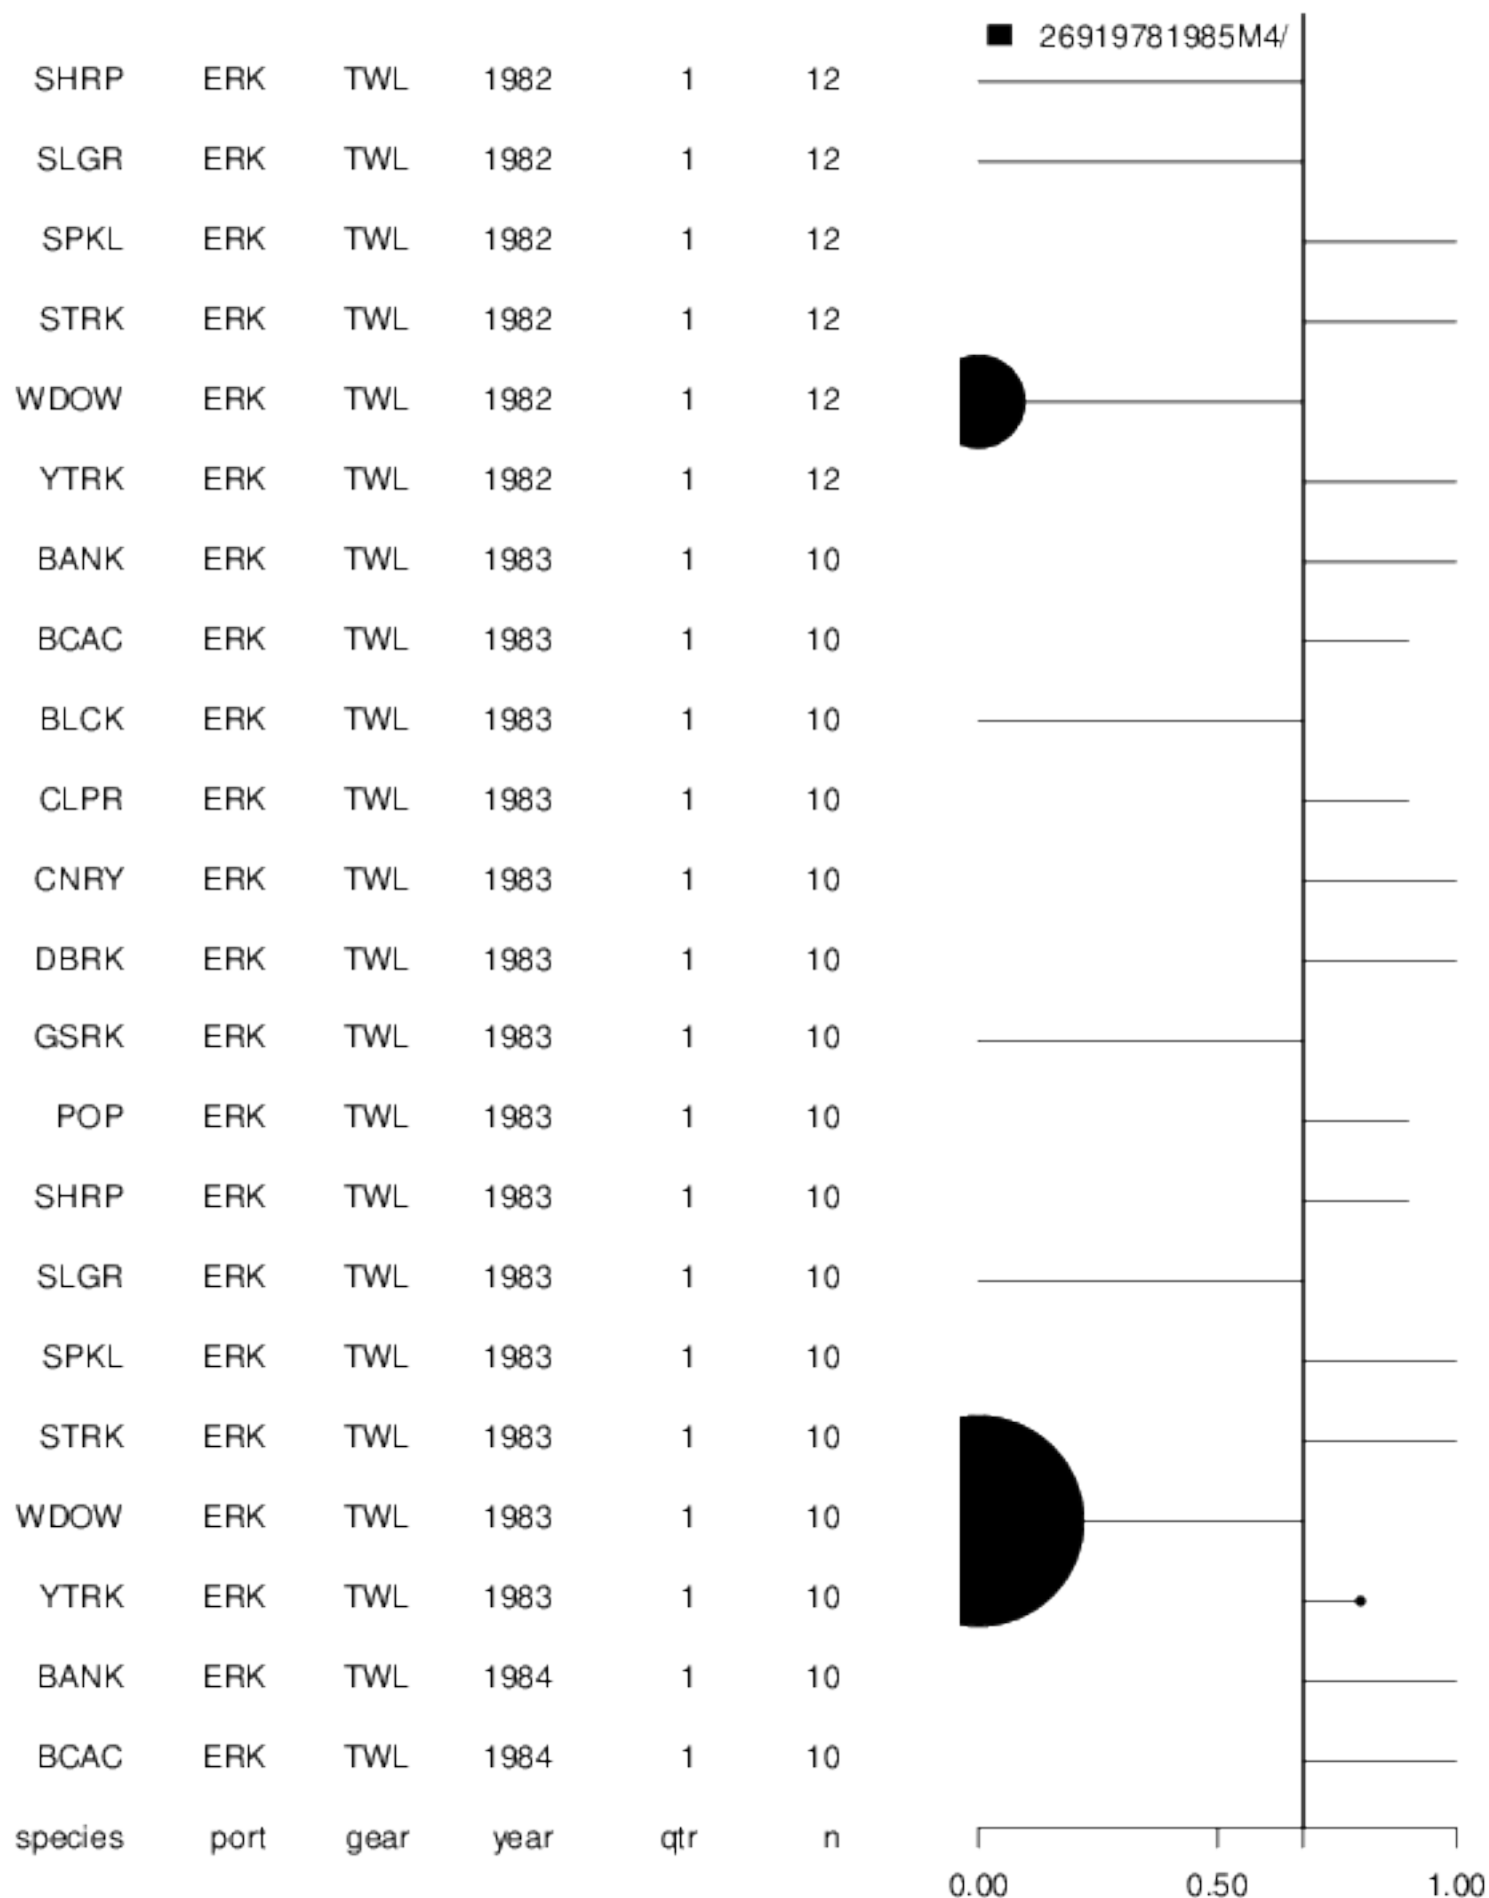 26919781985M4/
SHRP ERK TWL 1982 1 12
SLGR ERK TWL 1982 1 12
SPKL ERK TWL 1982 1 12
STRK ERK TWL 1982 1 12
WDOW ERK TWL 1982 1 12
YTRK ERK TWL 1982 1 12
BANK ERK TWL 1983 1 10
BCAC ERK TWL 1983 1 10
BLCK ERK TWL 1983 1 10
CLPR ERK TWL 1983 1 10
CNRY ERK TWL 1983 1 10
DBRK ERK TWL 1983 1 10
GSRK ERK TWL 1983 1 10
POP ERK TWL 1983 1 10
SHRP ERK TWL 1983 1 10
SLGR ERK TWL 1983 1 10
SPKL ERK TWL 1983 1 10
STRK ERK TWL 1983 1 10
WDOW ERK TWL 1983 1 10
YTRK ERK TWL 1983 1 10
BANK ERK TWL 1984 1 10
BCAC ERK TWL 1984 1 10
species port gear year qtr n
0.00 0.50 1.00